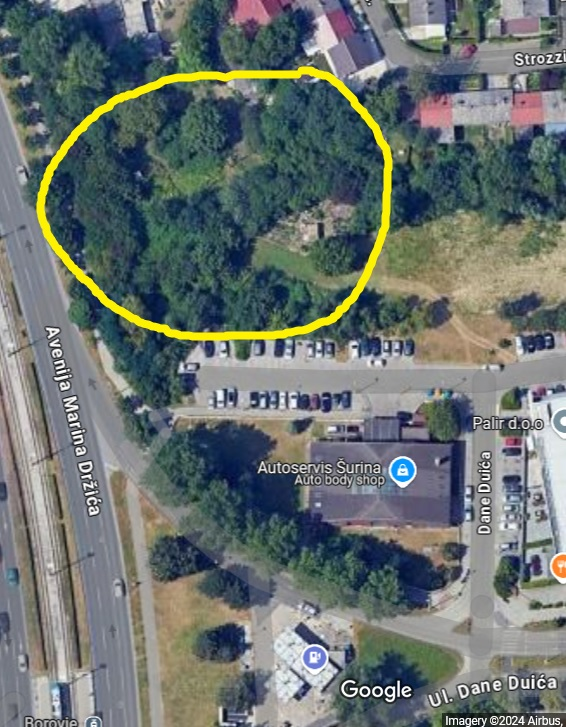 Strozzi
Avenija Marina Držića
Palir d.o.o
Autoservis Šurina
Auto body shop
Dane Duića
Google
Ul. Dane Duića
Borovje
Imagery ©2024 Airbus,